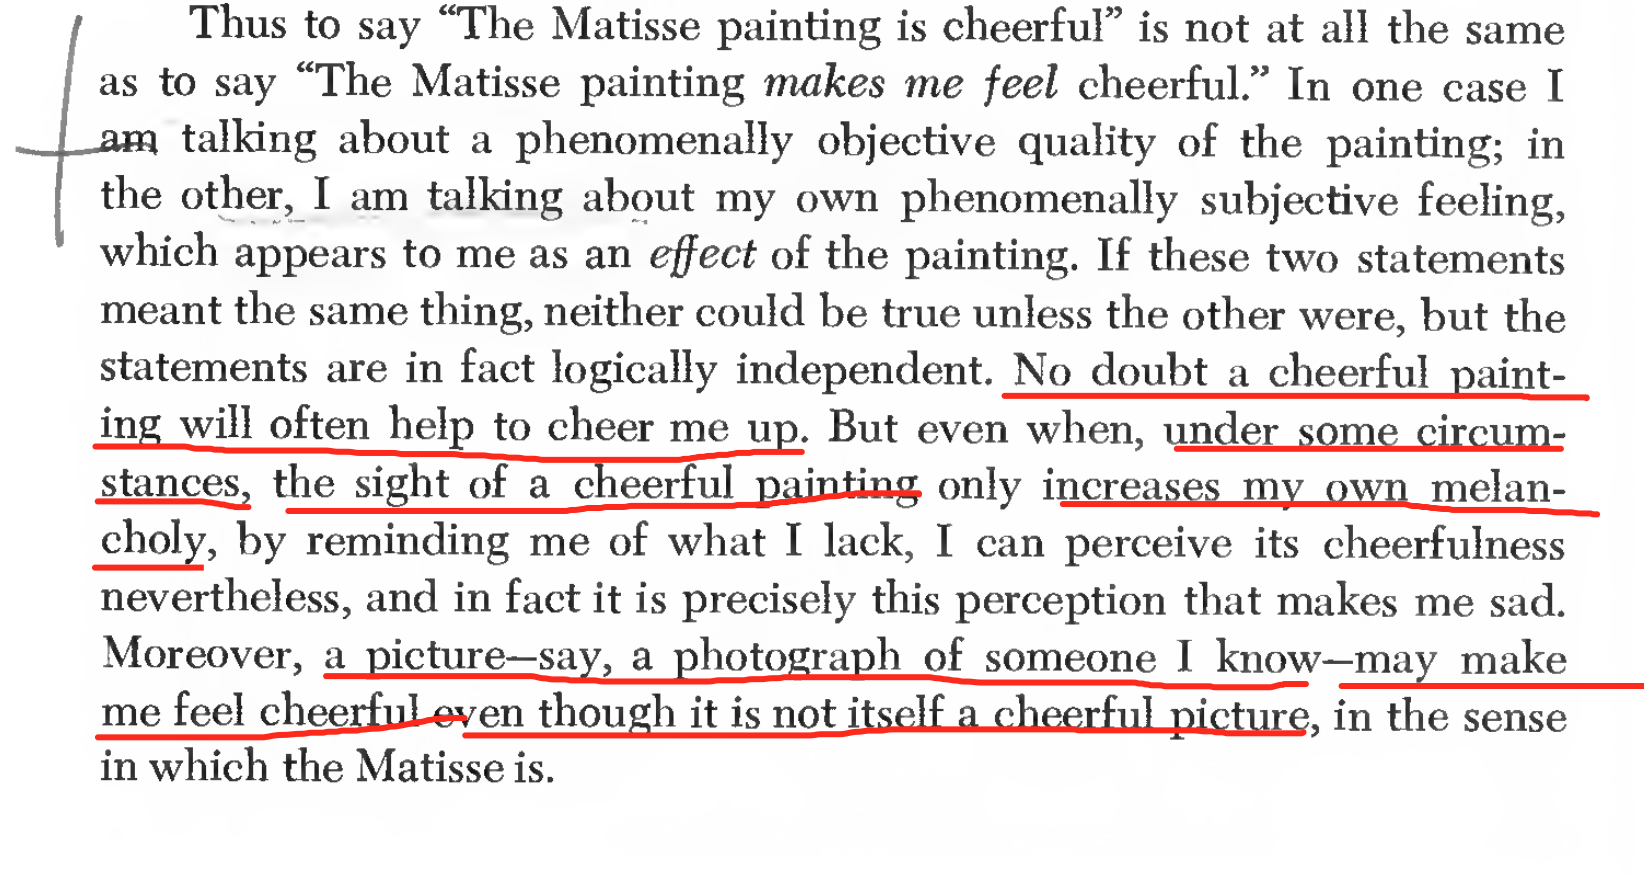 Thus to say “The Matisse painting is cheerful” is not at all the same
as to say “The Matisse painting makes me feel cheerful.” In one case I
am talking about a phenomenally objective quality of the painting; in
the other, I am talking about my own phenomenally subjective feeling,
which appears to me as an effect of the painting. If these two statements
meant the same thing, neither could be true unless the other were, but the
statements are in fact logically independent. No doubt a cheerful paint-
ing will often help to cheer me up. But even when, under some circum-
stances, the sight of a cheerful painting only increases my own melan-
choly, by reminding me of what I lack, I can perceive its cheerfulness
nevertheless, and in fact it is precisely this perception that makes me sad.
Moreover, a picture—say, a photograph of someone I know—may make
me feel cheerful even though it is not itself a cheerful picture, in the sense
in which the Matisse is.